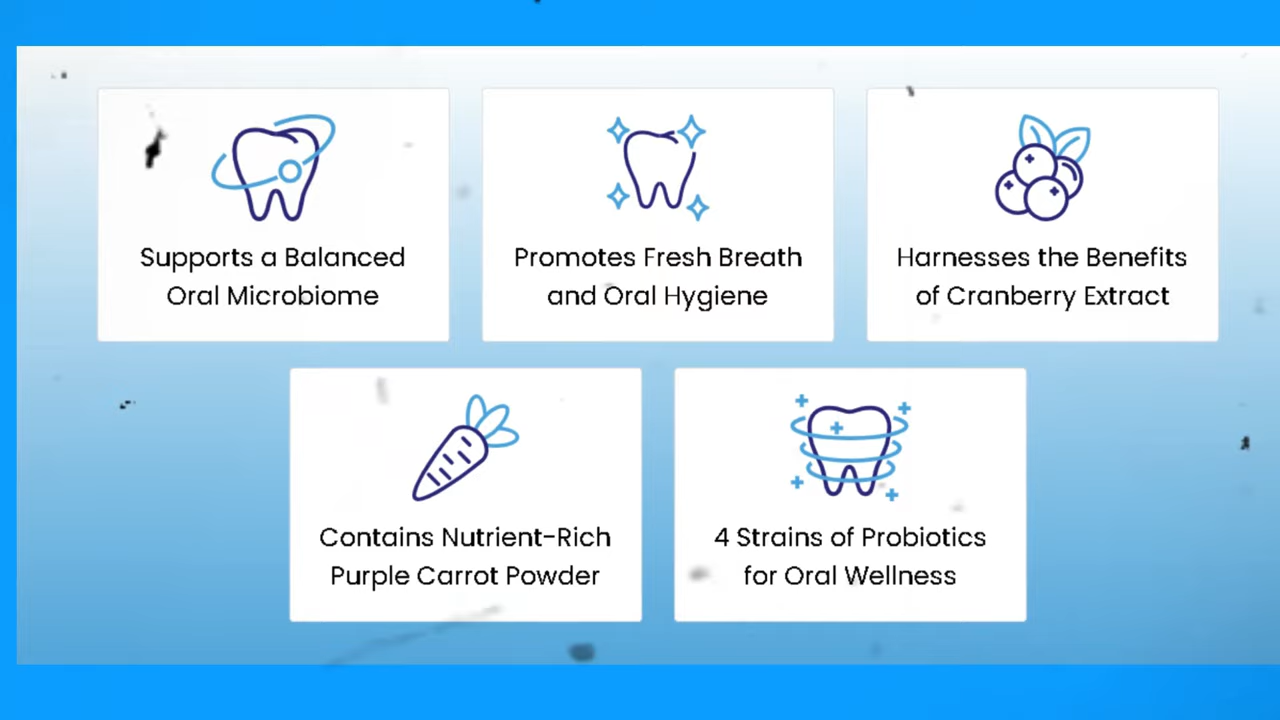 Supports a Balanced
Oral Microbiome
Promotes Fresh Breath
and Oral Hygiene
Harnesses the Benefits
of Cranberry Extract
Contains Nutrient-Rich
Purple Carrot Powder
4 Strains of Probiotics
for Oral Wellness